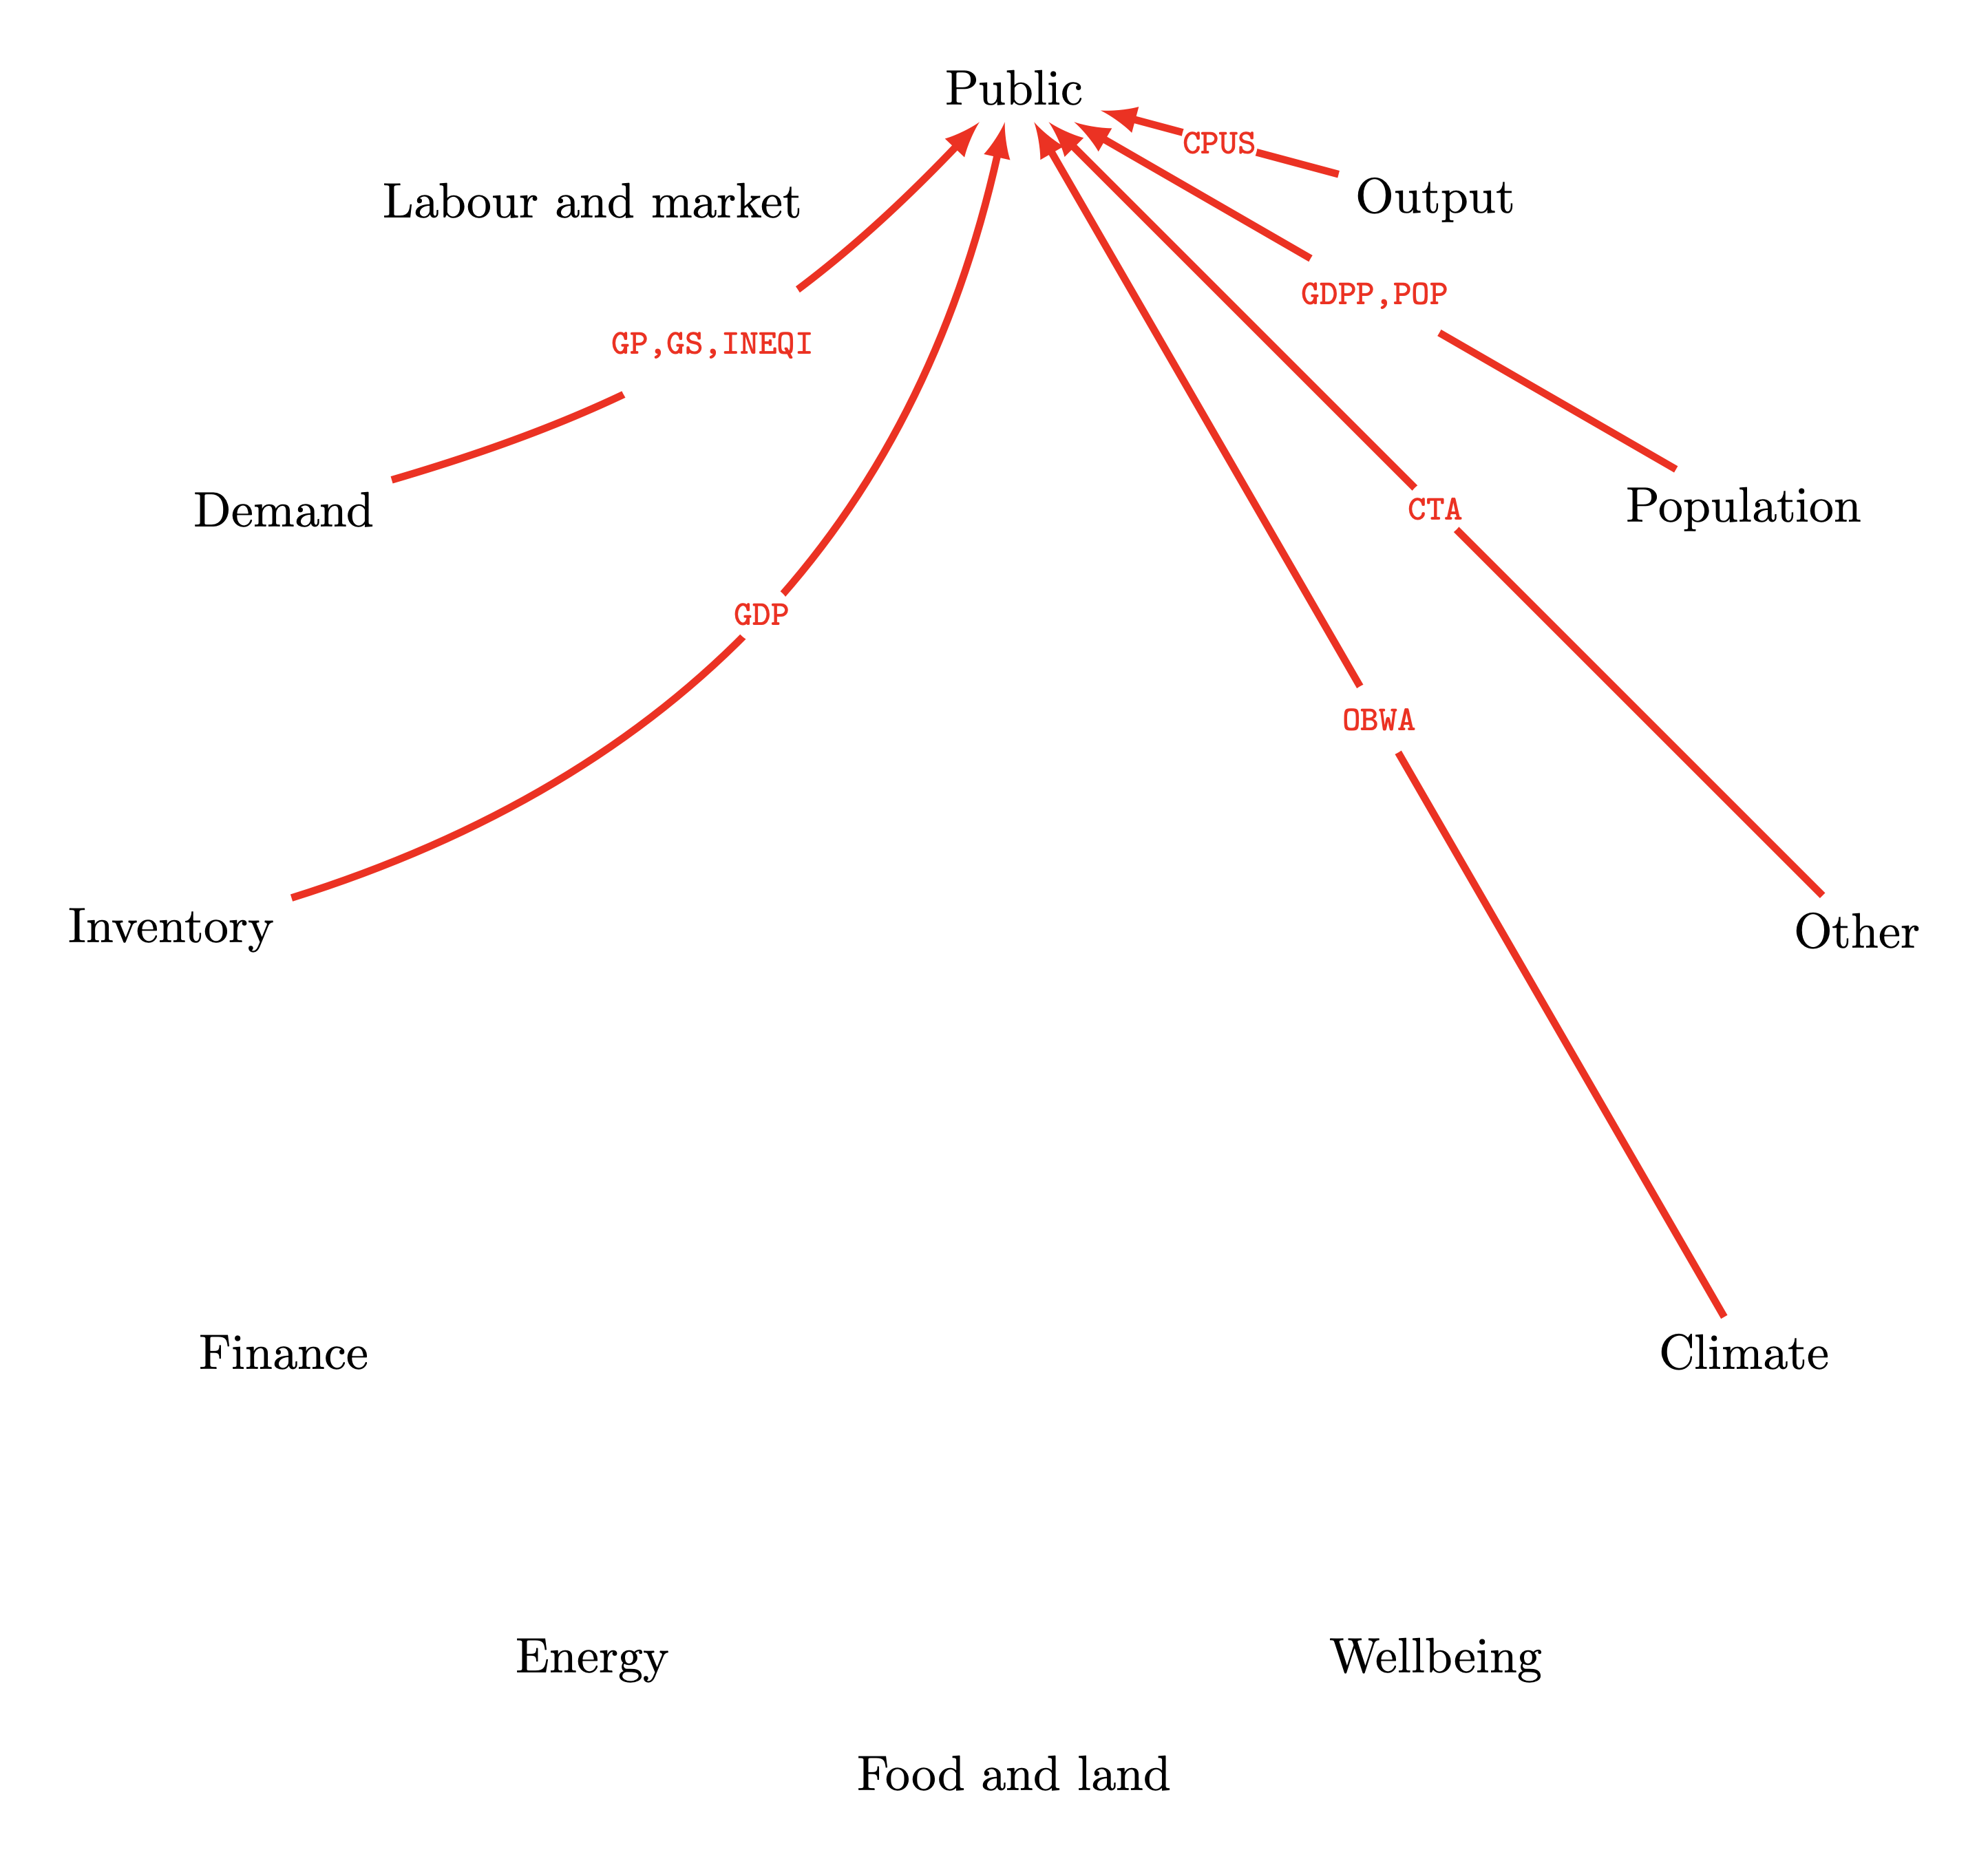 Public
CPUS
Labour and market
Output
GDPP,POP
GP,GS,INEQI
Demand
CTA
Population
GDP
OBWA
Inventory
Other
Finance
Climate
Energy
Wellbeing
Food and land